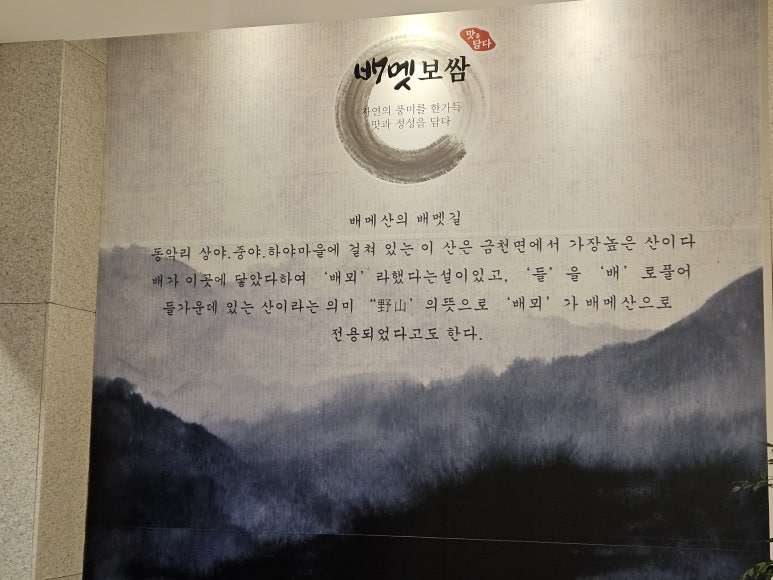 맛을
담다
배멧보쌈
자연의 풍미를 한가득
맛과 정성을 담다
배메산의 배멧길
동악리 상야.중야.하야마을에 걸쳐 있는 이 산은 금천면에서 가장높은 산이다
배가 이곳에 닿았다하여 ‘배뫼’ 라했다는설이있고, ‘들’을 ‘배’로플어
들가운데 있는 산이라는 의미 “野山’의뜻으로 ‘배뫼’가 배메산으로
전용되었다고도 한다.